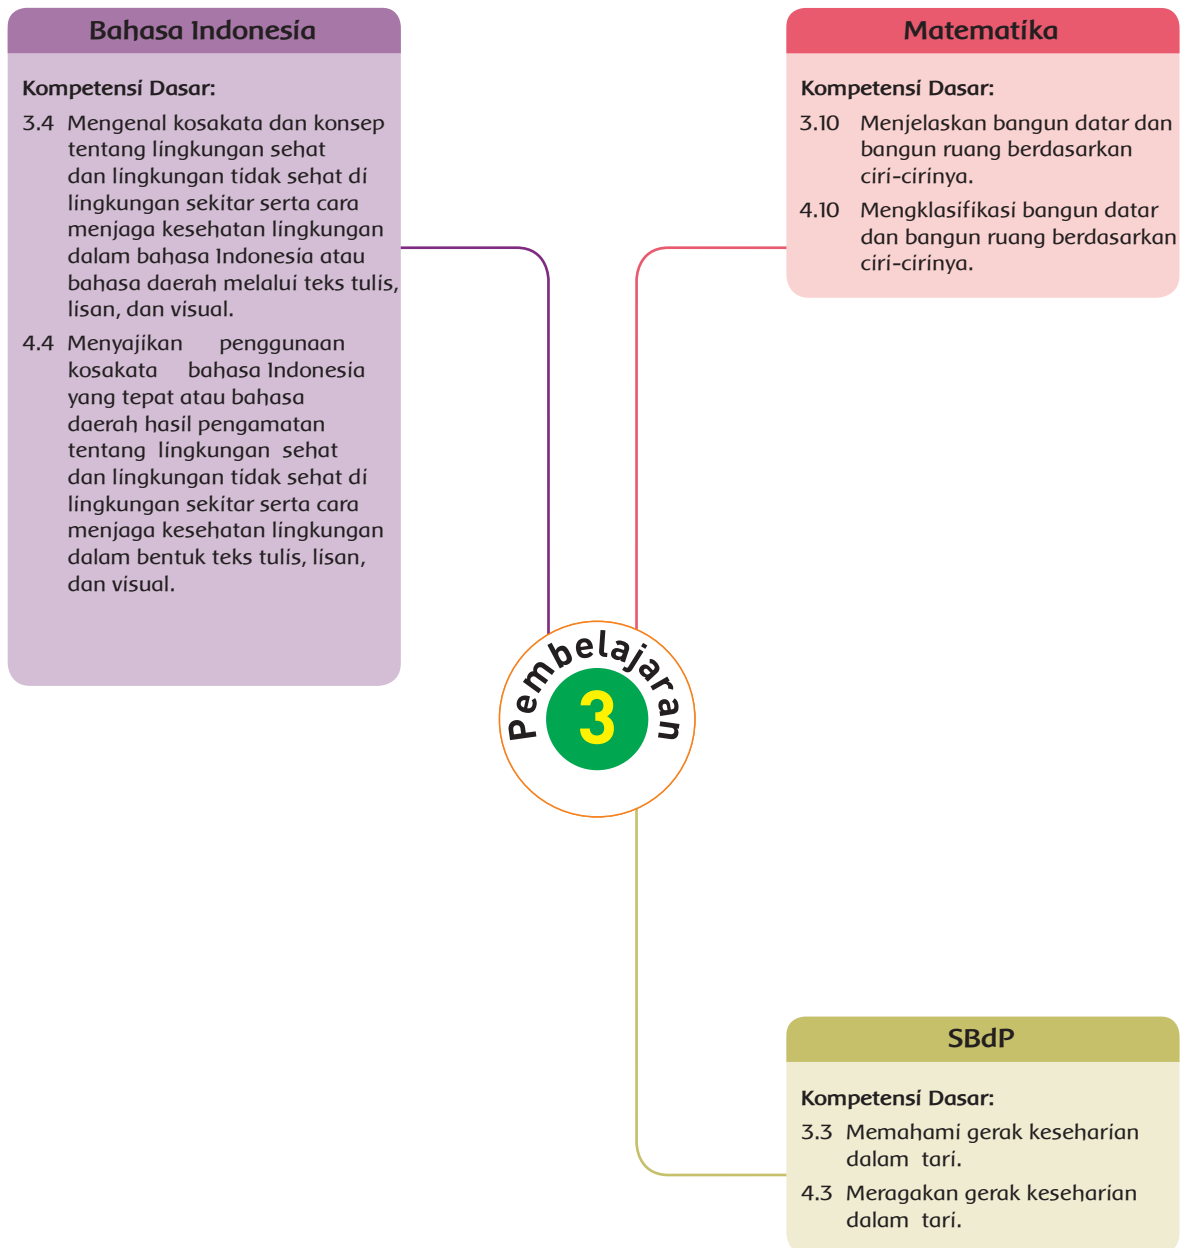 Bahasa Indonesia
Kompetensi Dasar:
3.4 Mengenal kosakata dan konsep
tentang lingkungan sehat
dan lingkungan tidak sehat di
lingkungan sekitar serta cara
menjaga kesehatan lingkungan
dalam bahasa Indonesia atau
bahasa daerah melalui teks tulis,
lisan, dan visual.
4.4 Menyajikan penggunaan
kosakata bahasa Indonesia
yang tepat atau bahasa
daerah hasil pengamatan
tentang lingkungan sehat
dan lingkungan tidak sehat di
lingkungan sekitar serta cara
menjaga kesehatan lingkungan
dalam bentuk teks tulis, lisan,
dan visual.
Matematika
Kompetensi Dasar:
3.10 Menjelaskan bangun datar dan
bangun ruang berdasarkan
ciri-cirinya.
4.10 Mengklasifikasi bangun datar
dan bangun ruang berdasarkan
ciri-cirinya.
Pembelajaran
3
SBdP
Kompetensi Dasar:
3.3 Memahami gerak keseharian
dalam tari.
4.3 Meragakan gerak keseharian
dalam tari.